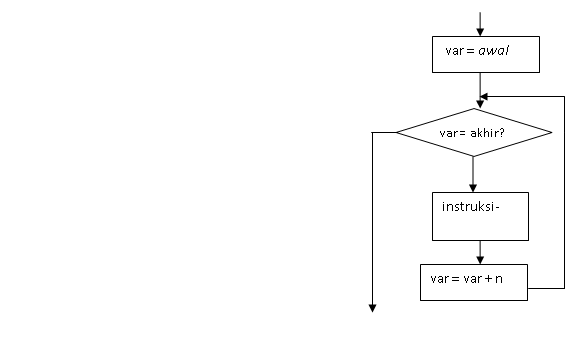 var = awal
var= akhir?
instruksi-
var = var + n